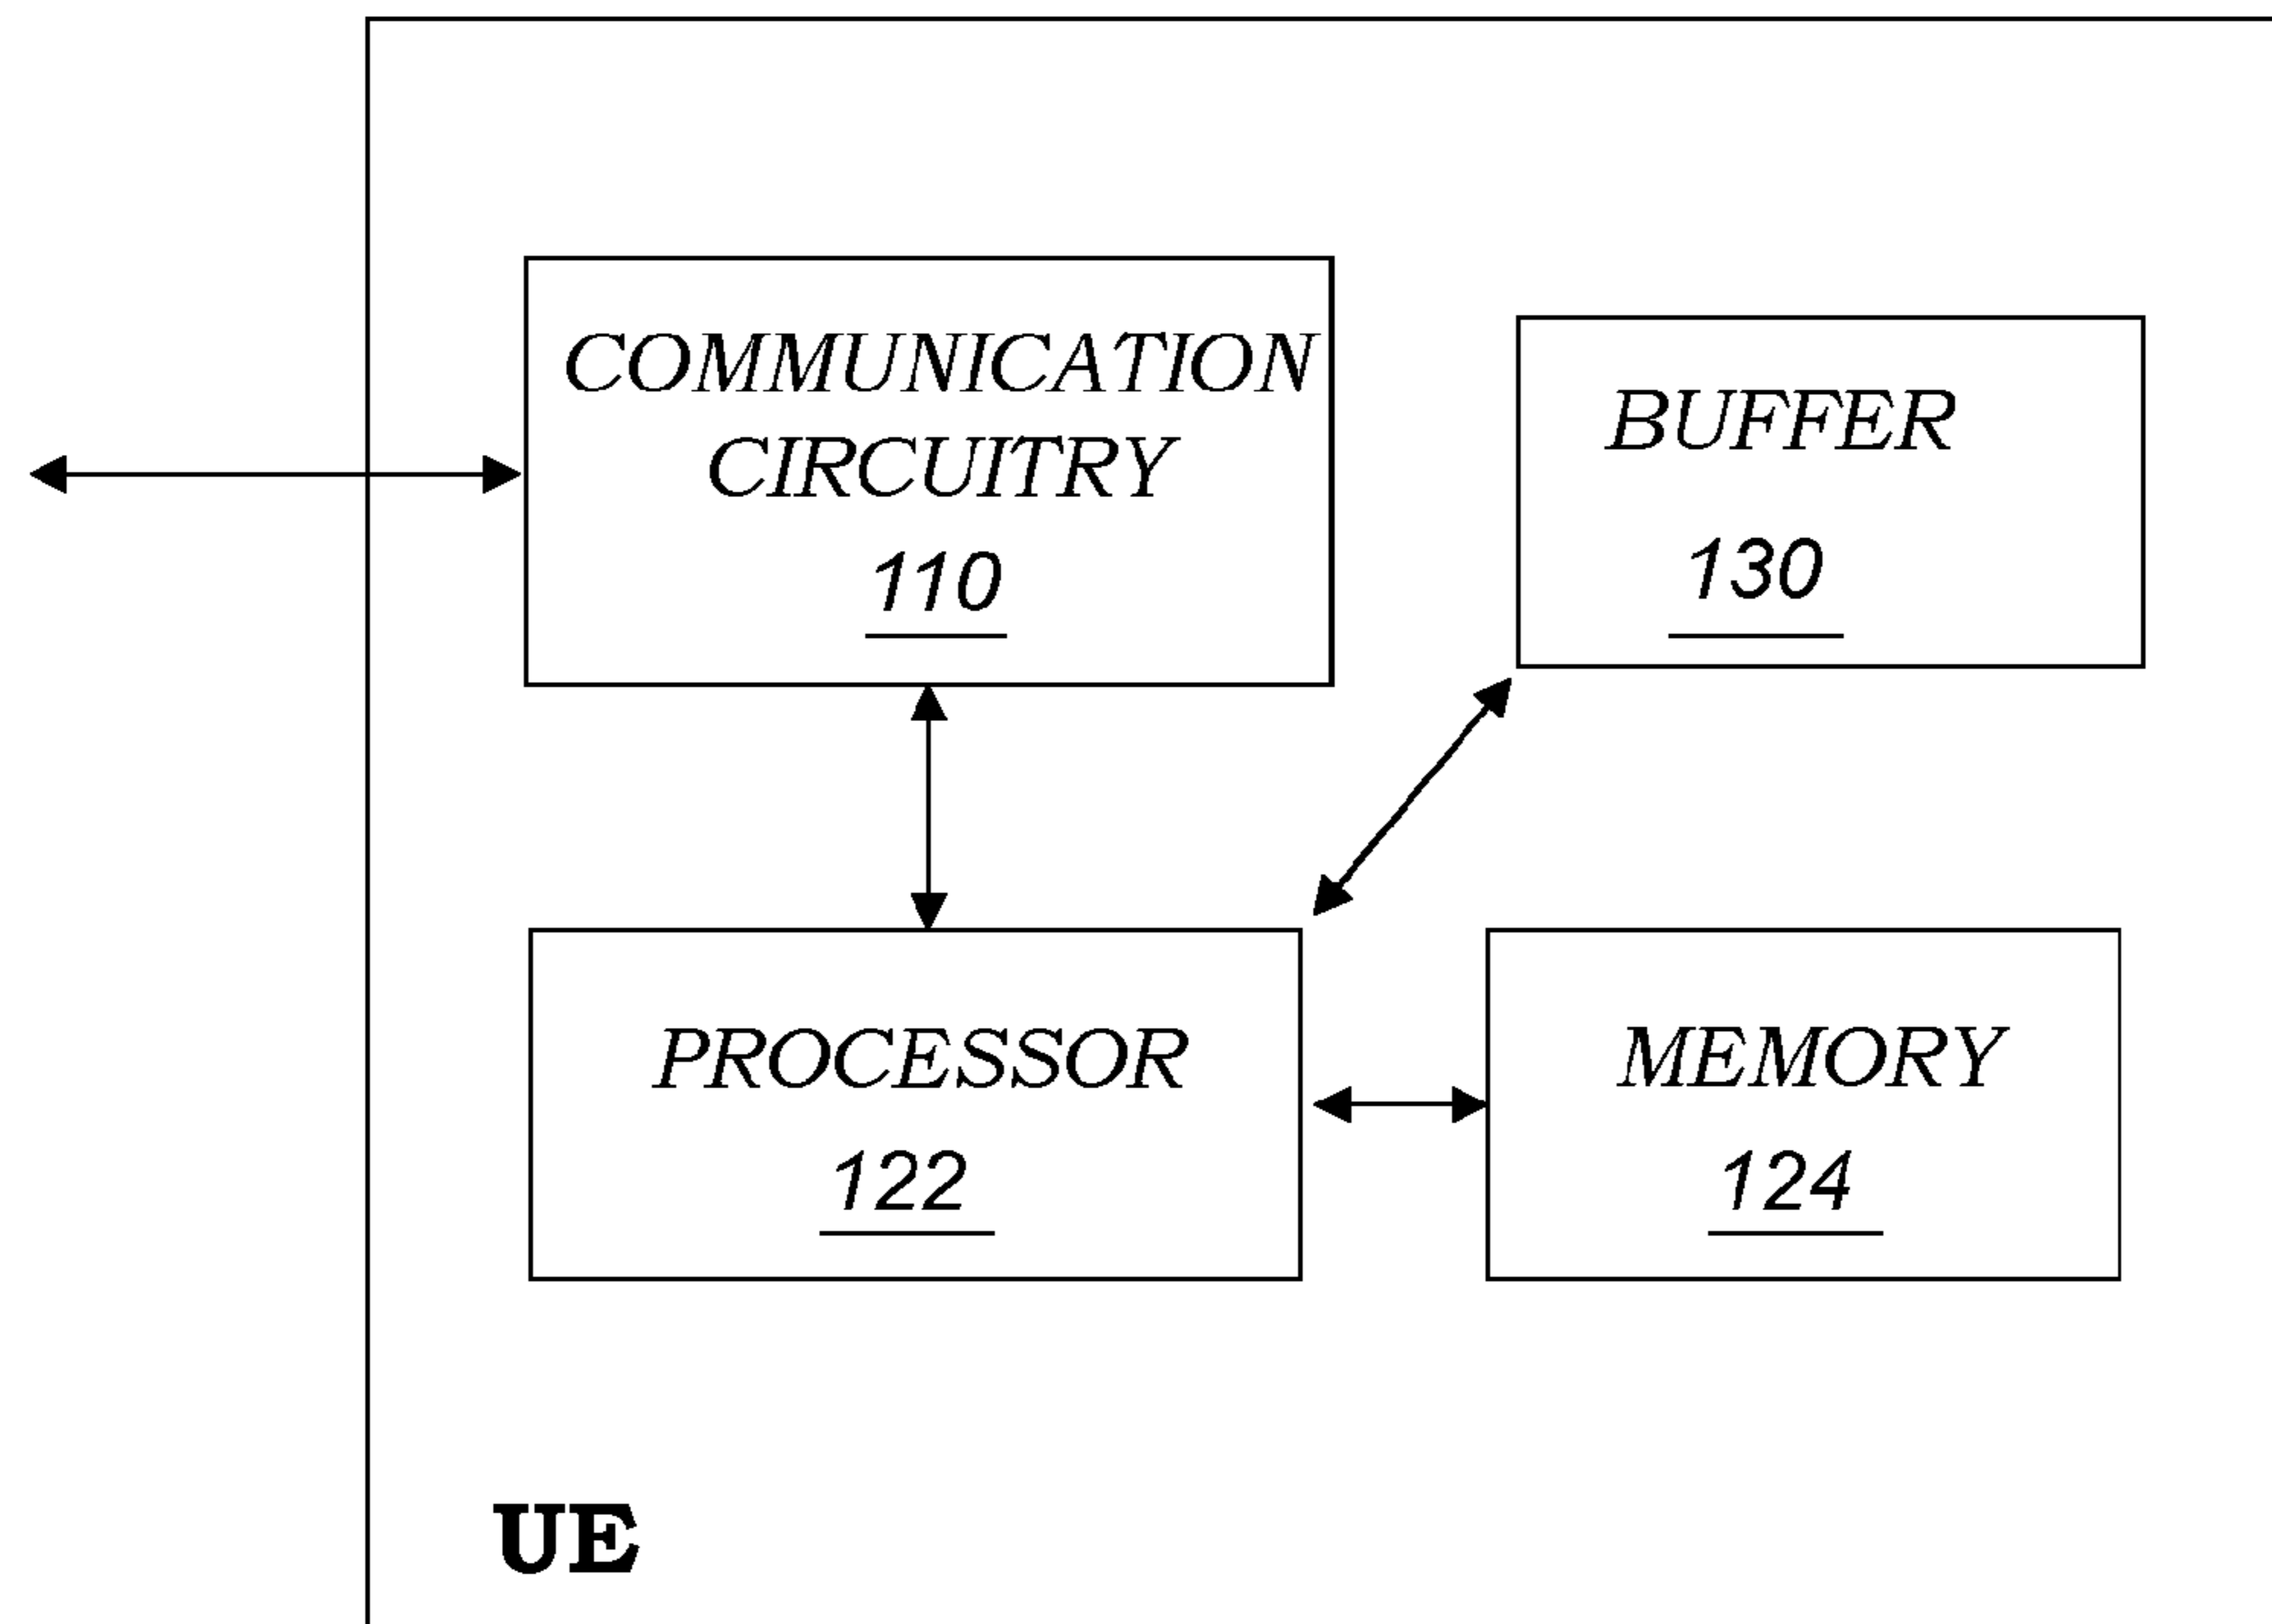 COMMUNICATION
CIRCUITRY
110
BUFFER
130
PROCESSOR
122
MEMORY
124
UE